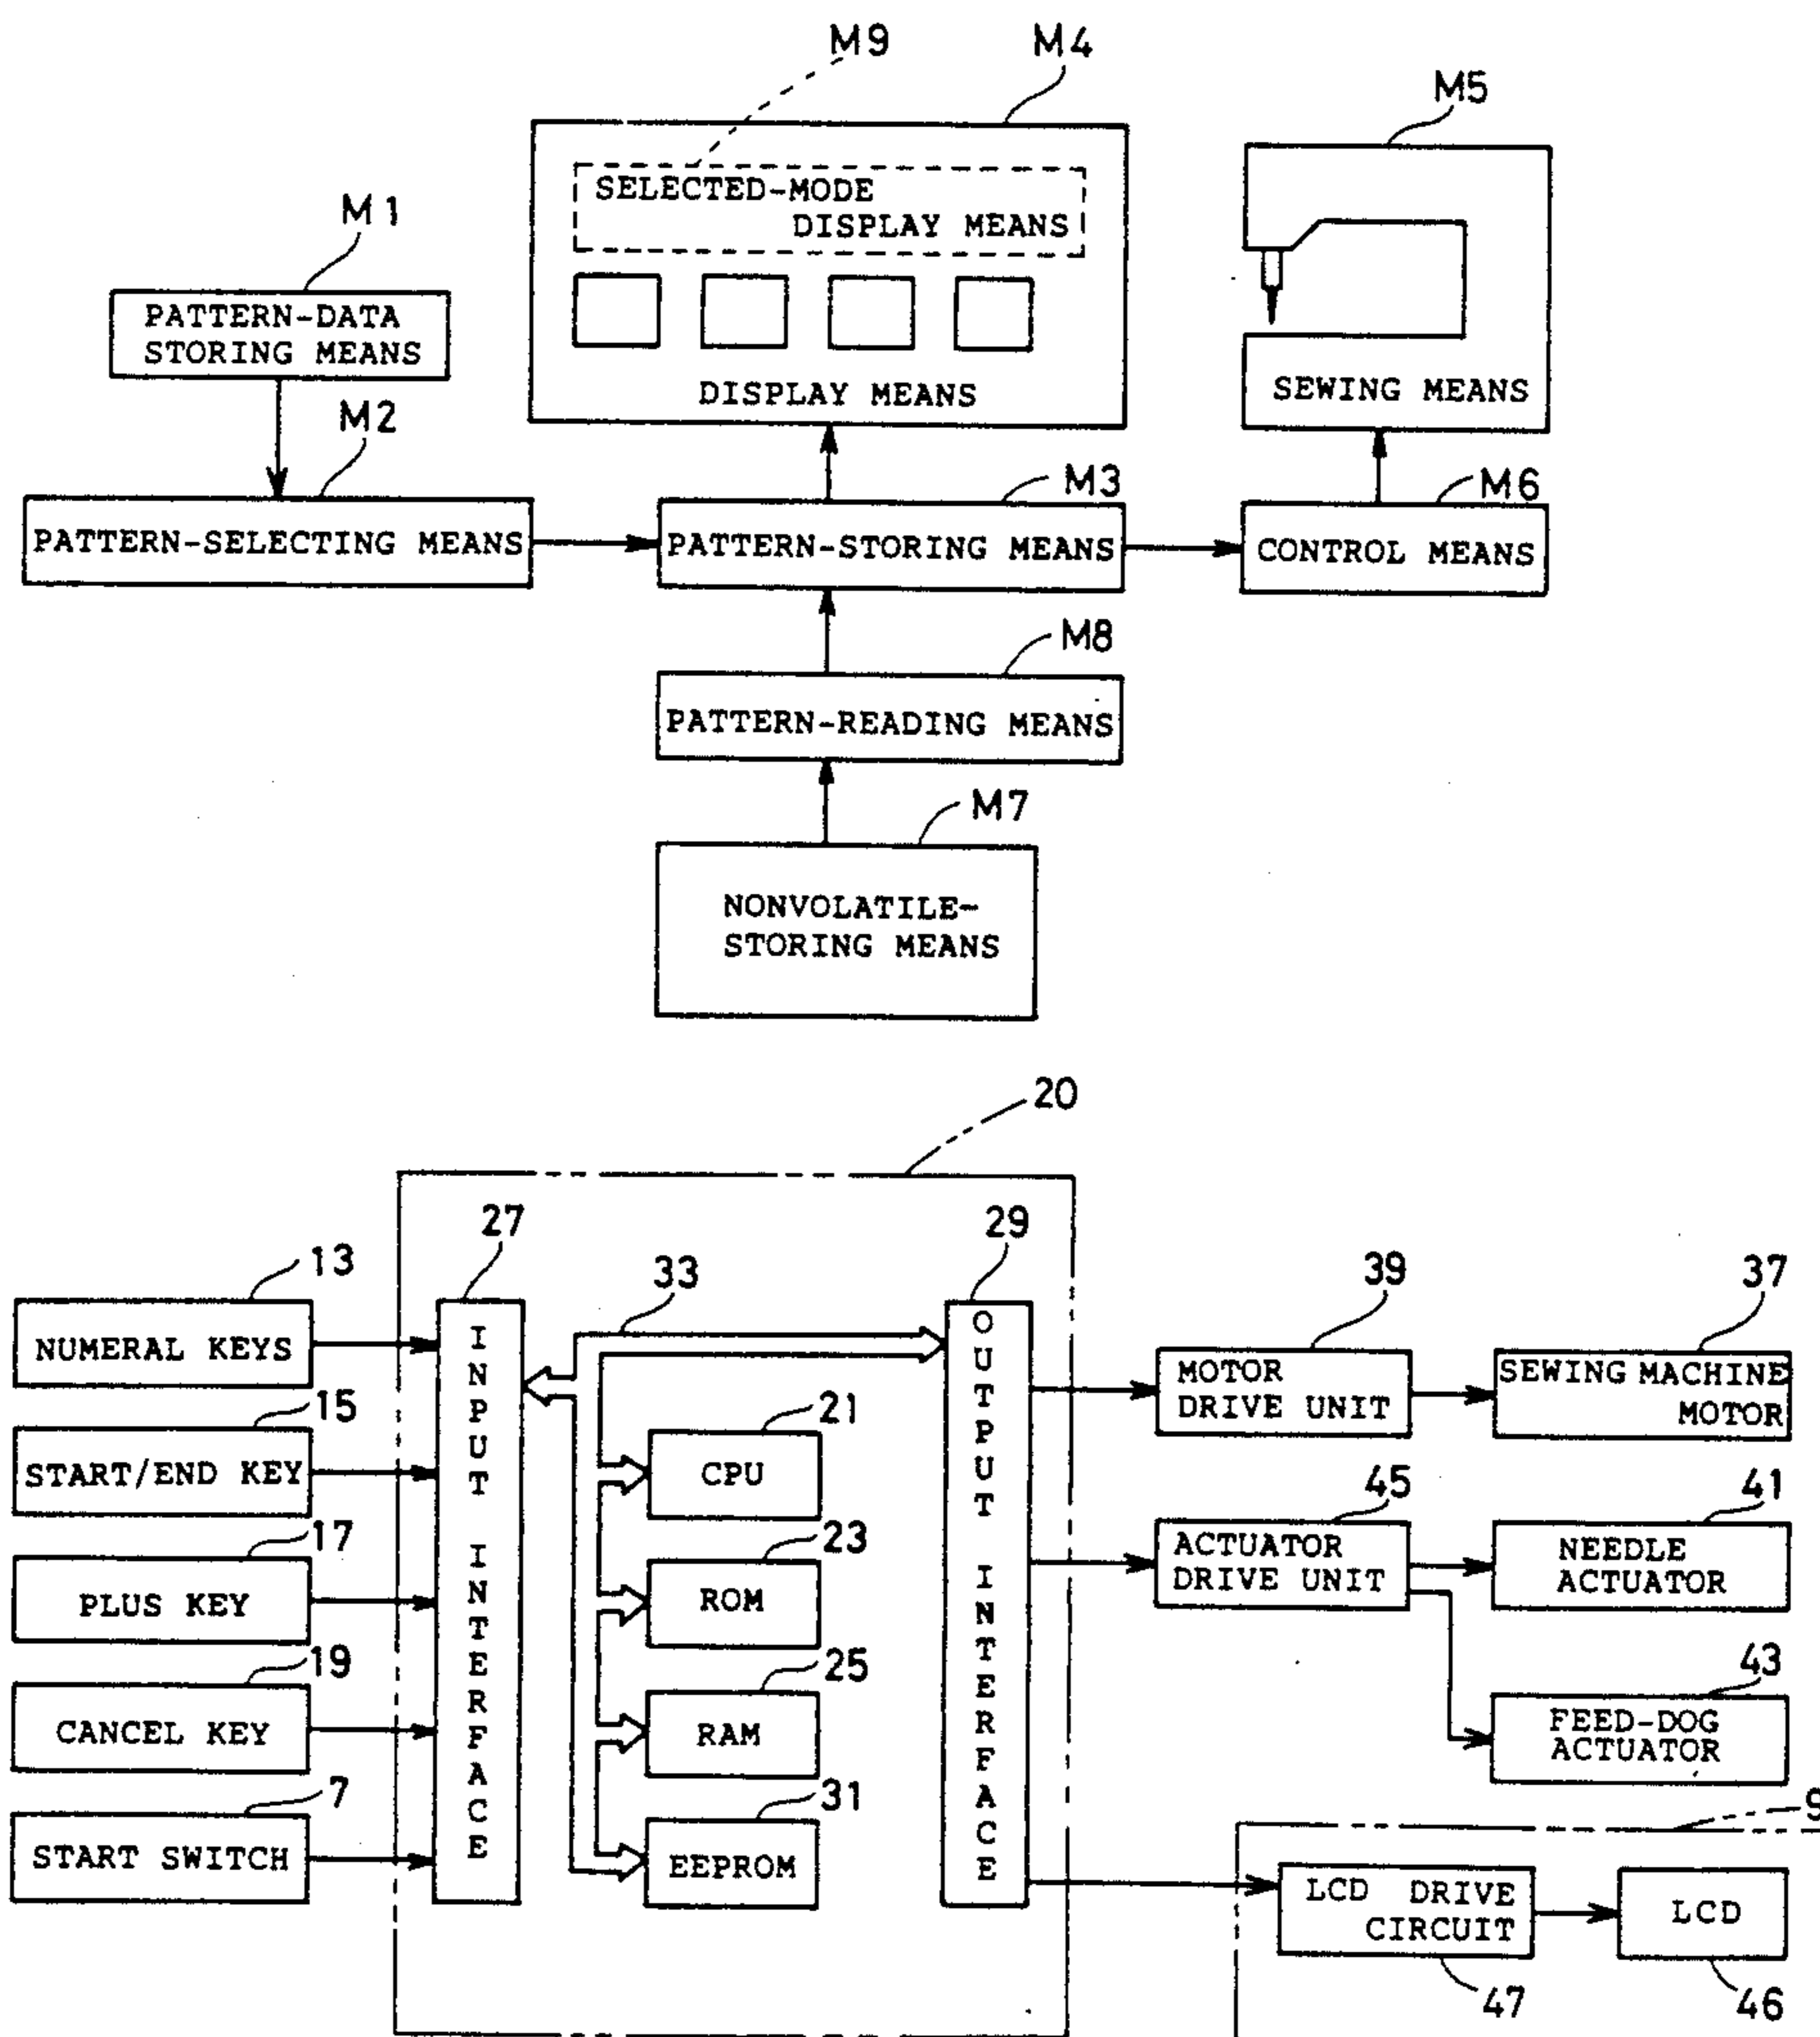 M9
M4
M5
SELECTED-MODE
DISPLAY MEANS
M1
PATTERN-DATA
STORING MEANS
DISPLAY MEANS
SEWING MEANS
M2
M3
M6
PATTERN-SELECTING MEANS
PATTERN-STORING MEANS
CONTROL MEANS
M8
PATTERN-READING MEANS
M7
NONVOLATILE-
STORING MEANS
20
27
29
13
33
39
37
NUMERAL KEYS
INPUT INTERFACE
OUTPUT INTERFACE
MOTOR
DRIVE UNIT
SEWING MACHINE
MOTOR
15
21
45
41
START/END KEY
CPU
17
23
ACTUATOR
DRIVE UNIT
NEEDLE
ACTUATOR
PLUS KEY
ROM
19
25
43
CANCEL KEY
RAM
FEED-DOG
ACTUATOR
7
31
9
START SWITCH
EEPROM
LCD DRIVE
CIRCUIT
LCD
47
46